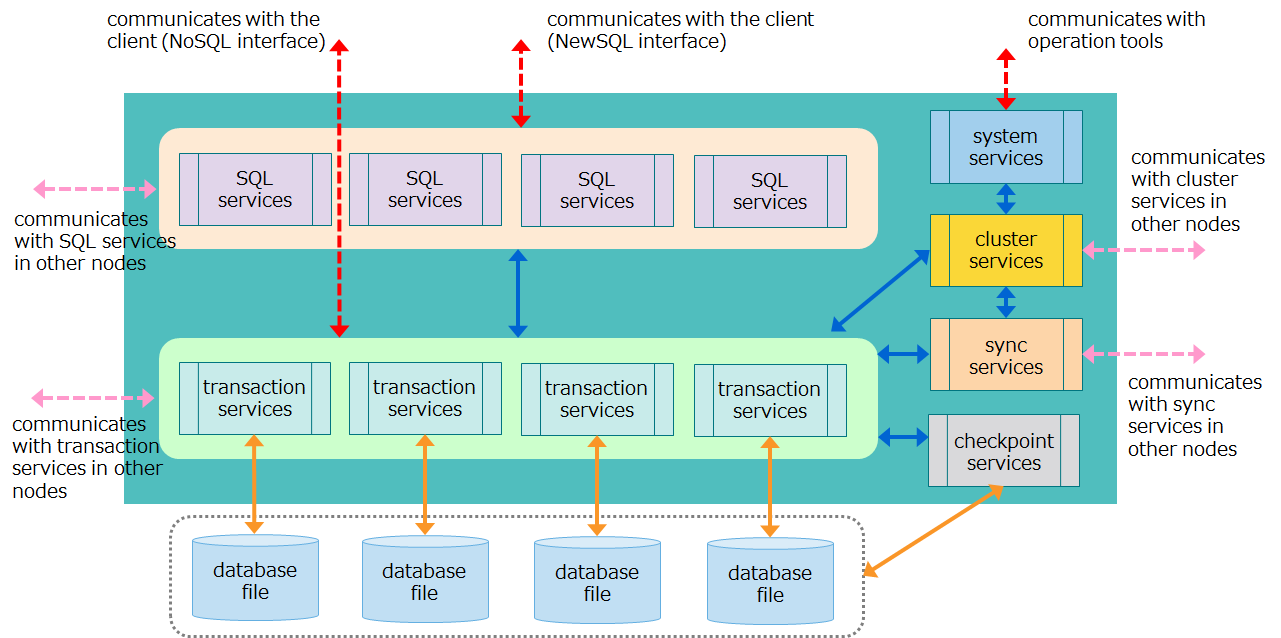 communicates with the
client (NoSQL interface)
communicates with the client
(NewSQL interface)
communicates with
operation tools
SQL
services
SQL
services
SQL
services
SQL
services
system
services
communicates
with cluster
services in
other nodes
communicates
with SQL services
in other nodes
cluster
services
sync
services
communicates
with sync
services in
other nodes
transaction
services
transaction
services
transaction
services
transaction
services
communicates
with transaction
services in other
nodes
checkpoint
services
database
file
database
file
database
file
database
file